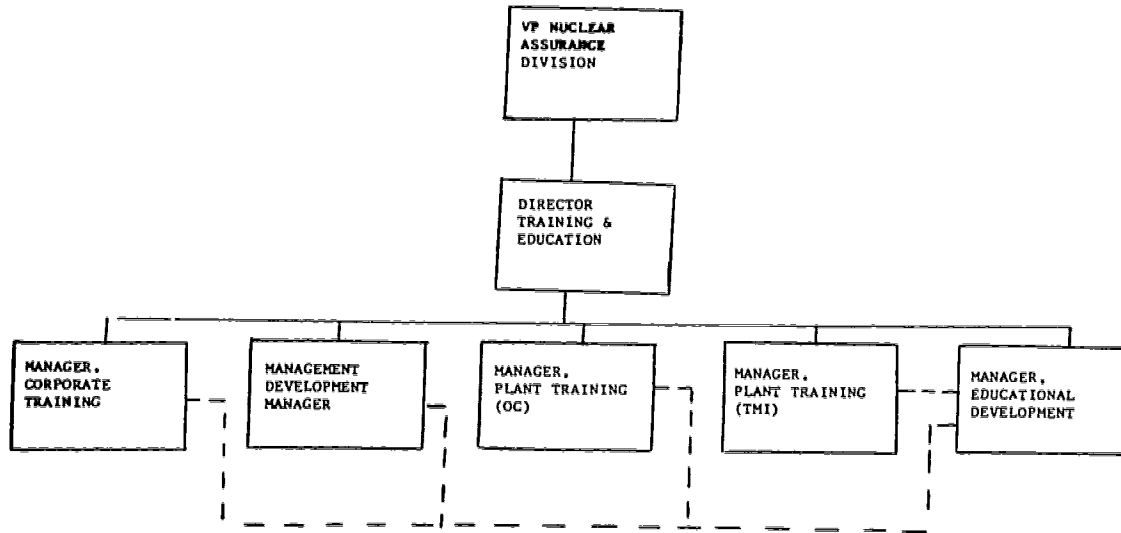 VP NUCLEAR
ASSURANCE
DIVISION
DIRECTOR
TRAINING &
EDUCATION
MANAGER,
CORPORATE
TRAINING
MANAGEMENT
DEVELOPMENT
MANAGER
MANAGER,
PLANT TRAINING
(OC)
MANAGER,
PLANT TRAINING
(TMI)
MANAGER,
EDUCATIONAL
DEVELOPMENT